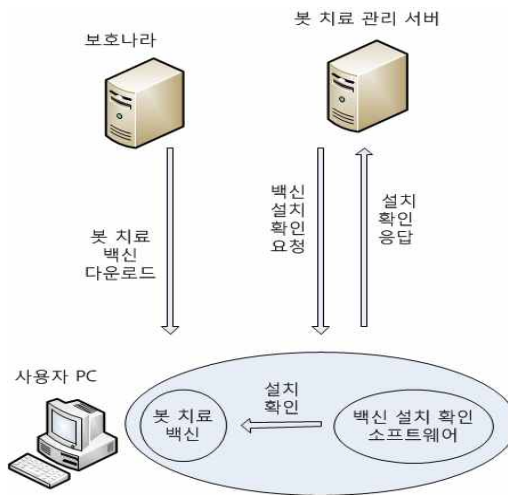 보호나라
봇 치료 관리 서버
봇 치료
백신
다운로드
백신
설치
확인
요청
설치
확인
응답
사용자 PC
봇 치료
백신
설치
확인
백신 설치 확인
소프트웨어